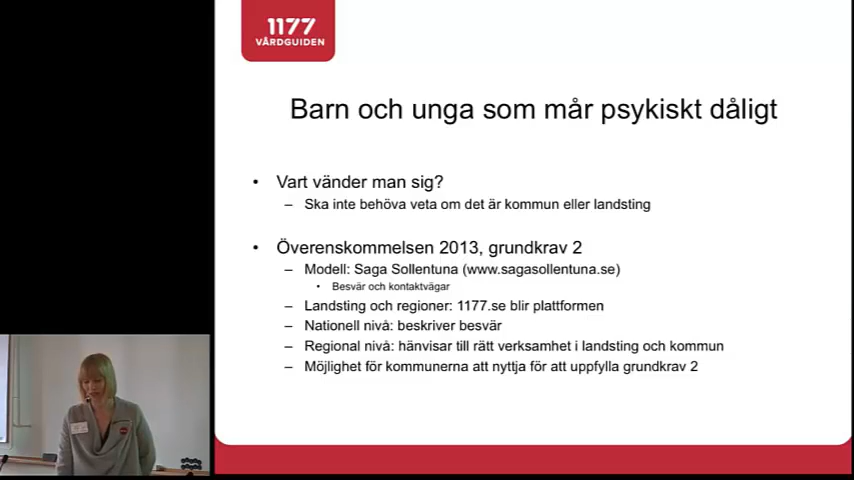 1177
VÅRDGUIDEN
Barn och unga som mår psykiskt dåligt
• Vart vänder man sig?
– Ska inte behöva veta om det är kommun eller landsting
• Överenskommelsen 2013, grundkrav 2
– Modell: Saga Sollentuna (www.sagasollentuna.se)
• Besvär och kontaktvägar
– Landsting och regioner: 1177.se blir plattformen
– Nationell nivå: beskriver besvär
– Regional nivå: hänvisar till rätt verksamhet i landsting och kommun
– Möjlighet för kommunerna att nyttja för att uppfylla grundkrav 2